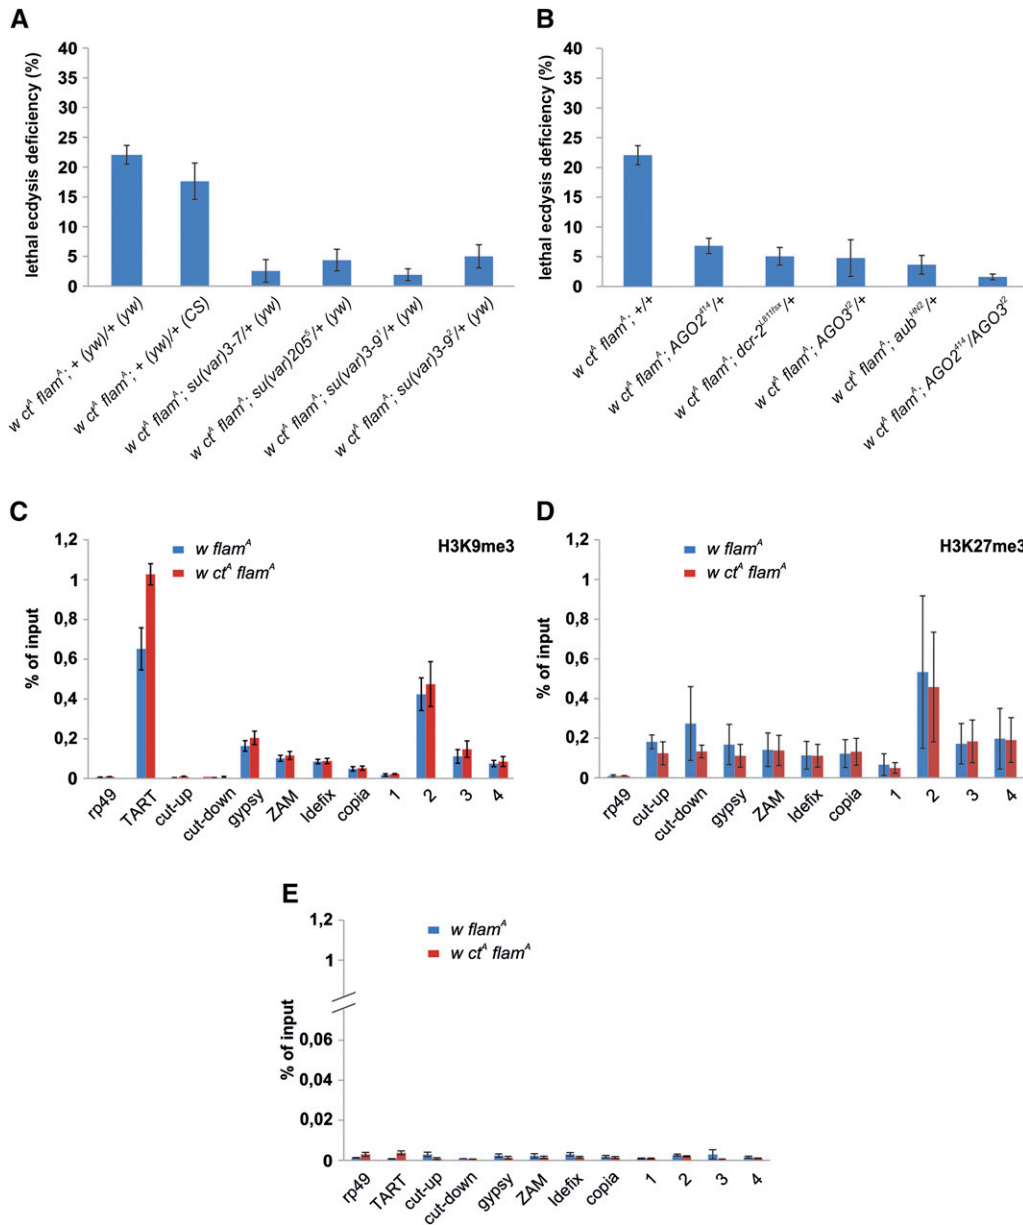 A
lethal ecdysis deficiency (%)
40
35
30
25
20
15
10
5
0
w ctᴬ flamᴬ; + (yw)/+ (yw)
w ctᴬ flamᴬ; + (yw)/+ (CS)
w ctᴬ flamᴬ; su(var)3-7/+ (yw)
w ctᴬ flamᴬ; su(var)205⁵/+ (yw)
w ctᴬ flamᴬ; su(var)3-9¹/+ (yw)
w ctᴬ flamᴬ; su(var)3-9²/+ (yw)
B
lethal ecdysis deficiency (%)
40
35
30
25
20
15
10
5
0
w ctᴬ flamᴬ; +/+
w ctᴬ flamᴬ; AGO2⁴¹⁴/+
w ctᴬ flamᴬ; dcr-2ᴸ⁸¹¹ᶠˢˣ/+
w ctᴬ flamᴬ; AGO3ᵗ²/+
w ctᴬ flamᴬ; aubᴴᴺ²/+
w ctᴬ flamᴬ; AGO2⁴¹⁴/AGO3ᵗ²
C
H3K9me3
w flamᴬ
w ctᴬ flamᴬ
% of input
1,2
1
0,8
0,6
0,4
0,2
0
rp49
TART
cut-up
cut-down
gypsy
ZAM
Idefix
copia
1
2
3
4
D
H3K27me3
w flamᴬ
w ctᴬ flamᴬ
% of input
1,2
1
0,8
0,6
0,4
0,2
0
rp49
cut-up
cut-down
gypsy
ZAM
Idefix
copia
1
2
3
4
E
w flamᴬ
w ctᴬ flamᴬ
% of input
1,2
1
0,06
0,04
0,02
0
rp49
TART
cut-up
cut-down
gypsy
ZAM
Idefix
copia
1
2
3
4